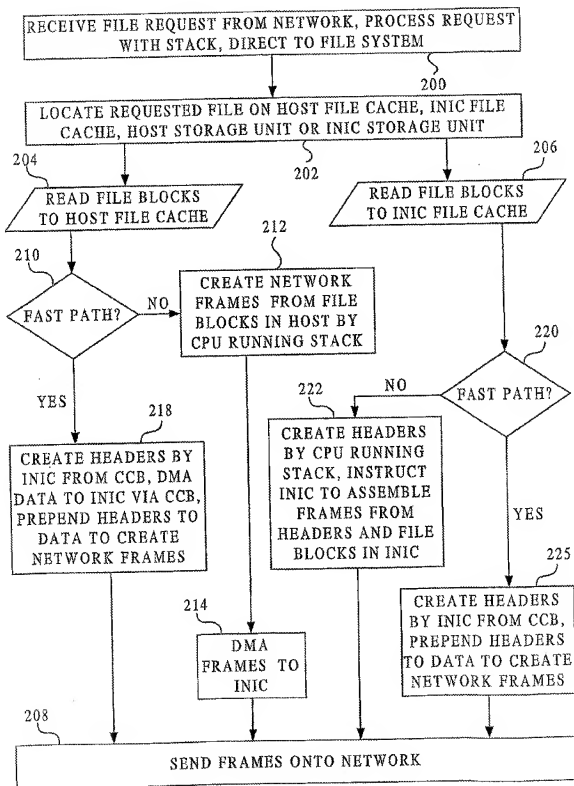 RECEIVE FILE REQUEST FROM NETWORK, PROCESS REQUEST
WITH STACK, DIRECT TO FILE SYSTEM
200
LOCATE REQUESTED FILE ON HOST FILE CACHE, INIC FILE
CACHE, HOST STORAGE UNIT OR INIC STORAGE UNIT
202
204
READ FILE BLOCKS
TO HOST FILE CACHE
206
READ FILE BLOCKS
TO INIC FILE CACHE
210
FAST PATH?
NO
YES
212
CREATE NETWORK
FRAMES FROM FILE
BLOCKS IN HOST BY
CPU RUNNING STACK
220
FAST PATH?
NO
YES
218
CREATE HEADERS BY
INIC FROM CCB, DMA
DATA TO INIC VIA CCB,
PREPEND HEADERS TO
DATA TO CREATE
NETWORK FRAMES
222
CREATE HEADERS
BY CPU RUNNING
STACK, INSTRUCT
INIC TO ASSEMBLE
FRAMES FROM
HEADERS AND FILE
BLOCKS IN INIC
225
CREATE HEADERS
BY INIC FROM CCB,
PREPEND HEADERS
TO DATA TO CREATE
NETWORK FRAMES
214
DMA
FRAMES TO
INIC
208
SEND FRAMES ONTO NETWORK